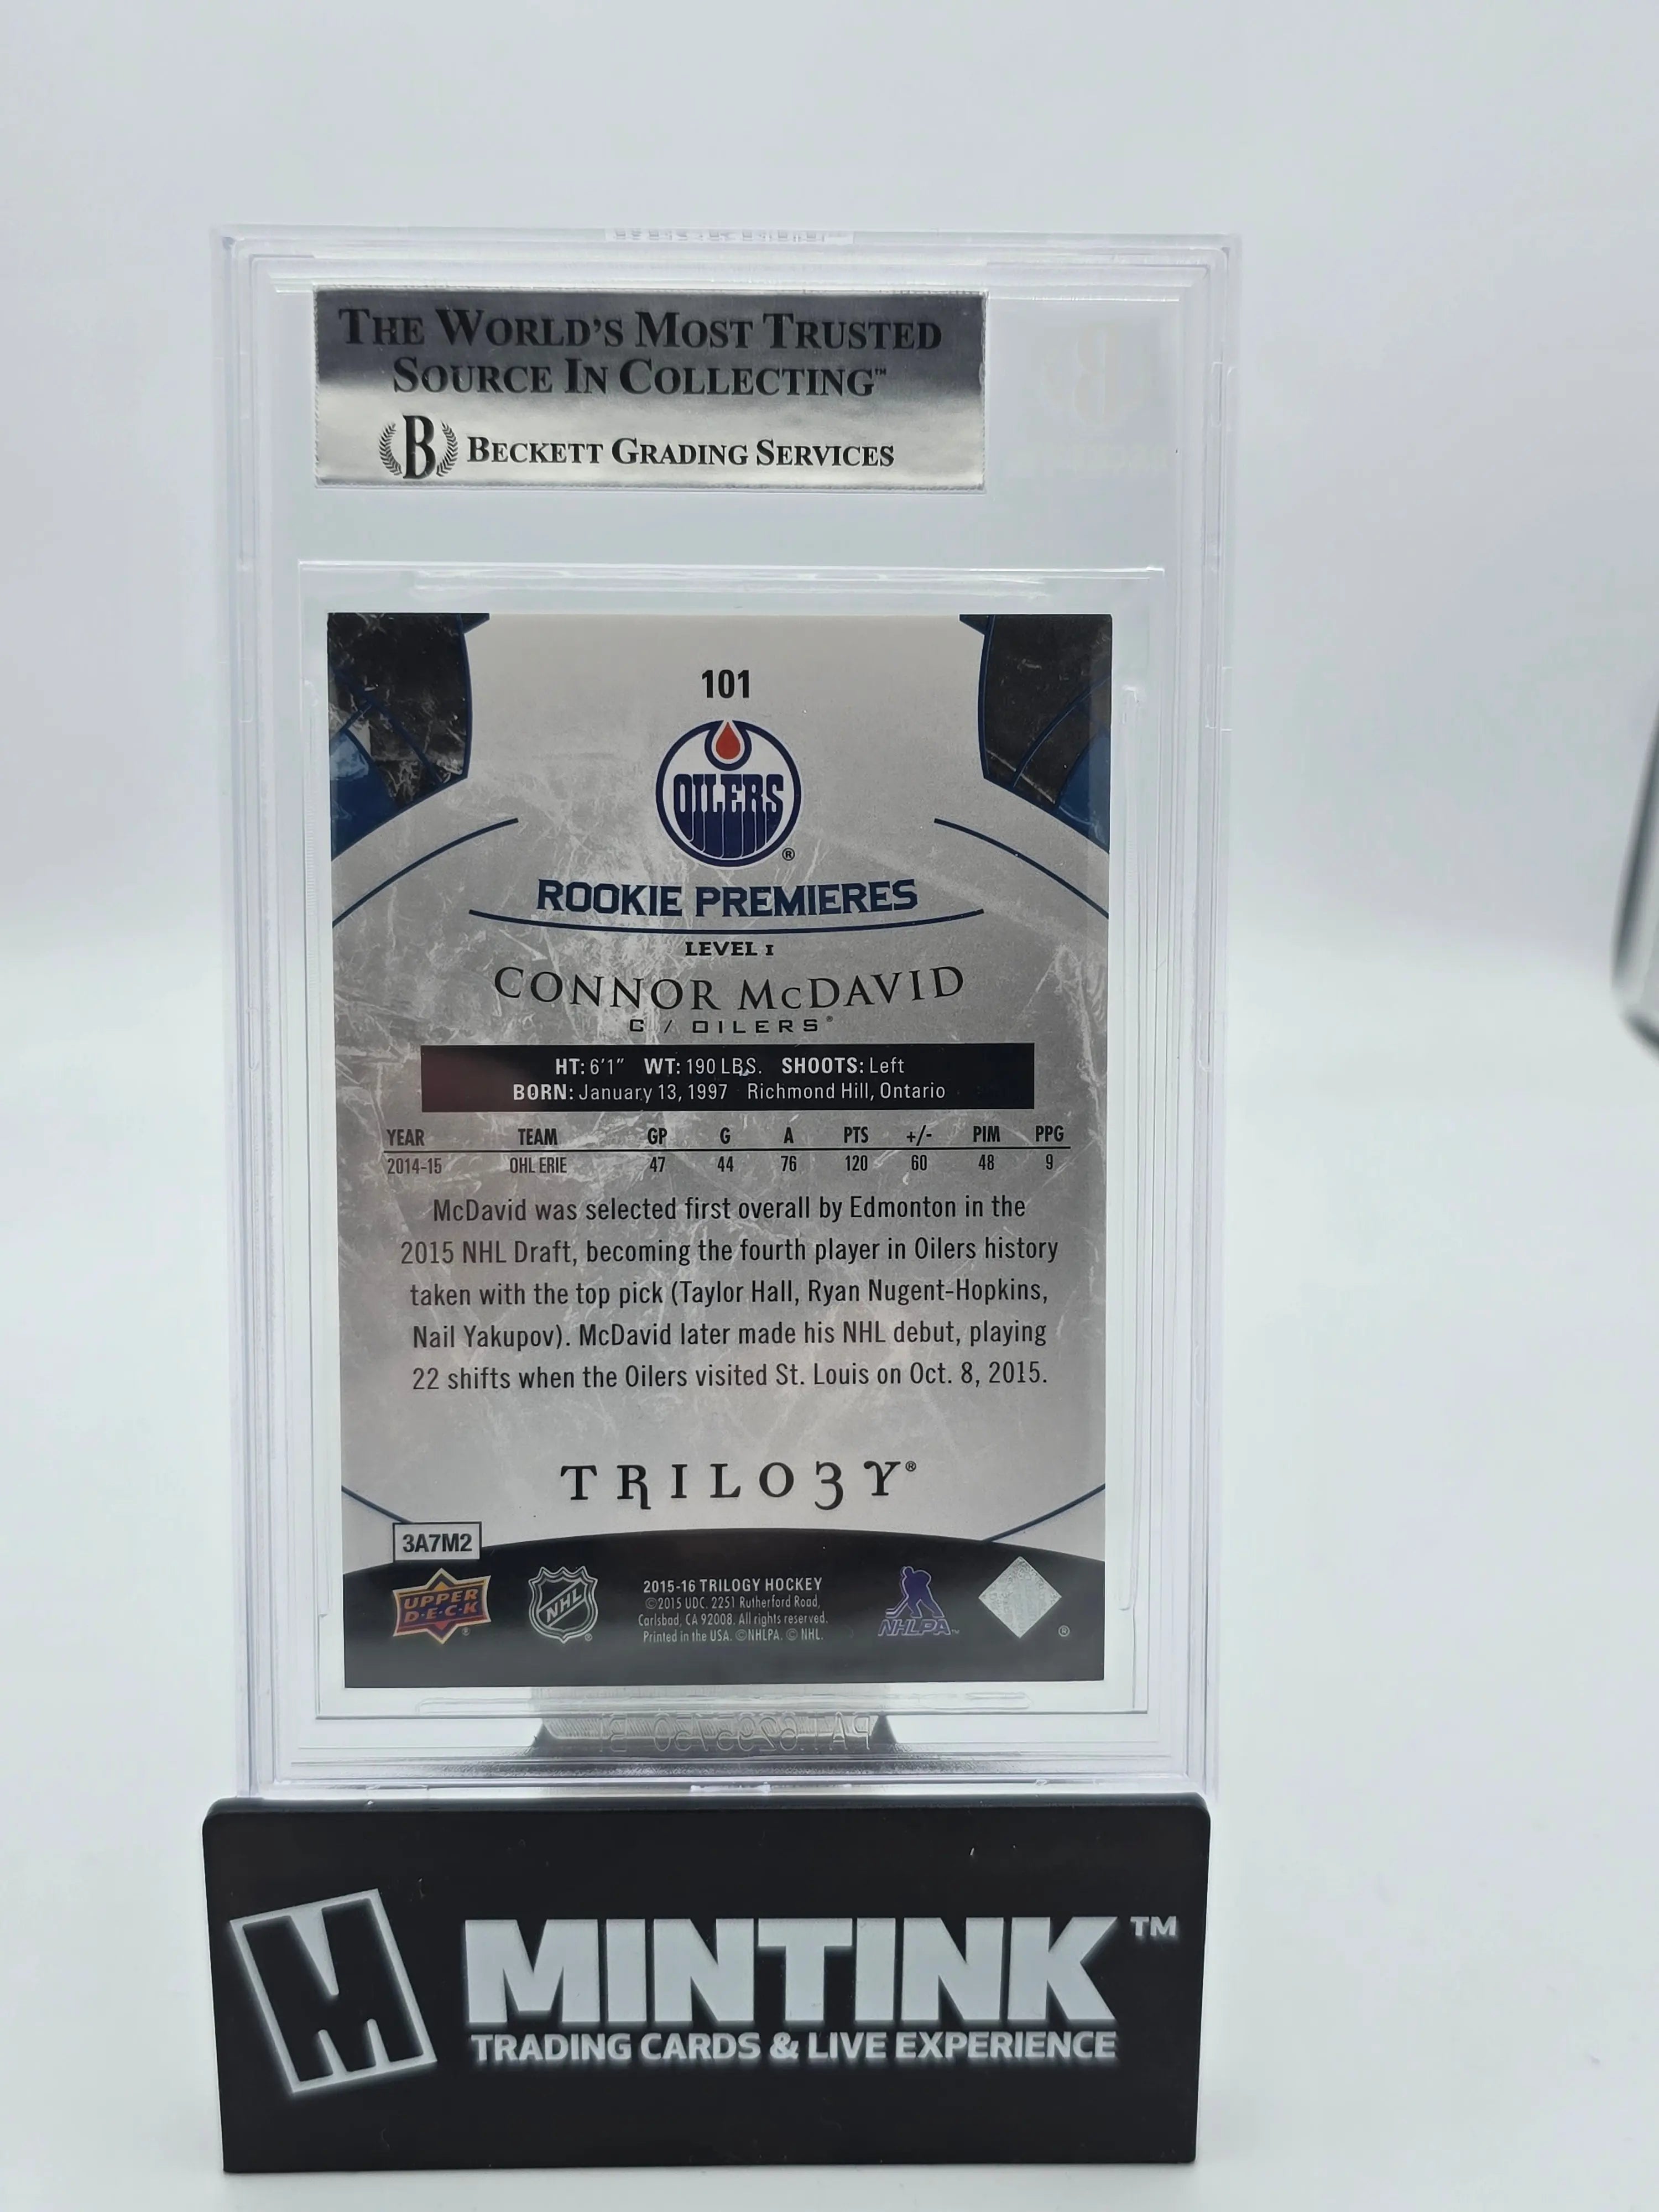 THE WORLD'S MOST TRUSTED
SOURCE IN COLLECTING™
B BECKETT GRADING SERVICES
101
OILERS ®
ROOKIE PREMIERES
LEVEL 1
CONNOR McDAVID
C / OILERS®
HT: 6'1" WT: 190 LBS. SHOOTS: Left
BORN: January 13, 1997 Richmond Hill, Ontario
YEAR TEAM GP G A PTS +/- PIM PPG
2014-15 OHL ERIE 47 44 76 120 60 48 9
McDavid was selected first overall by Edmonton in the
2015 NHL Draft, becoming the fourth player in Oilers history
taken with the top pick (Taylor Hall, Ryan Nugent-Hopkins,
Nail Yakupov). McDavid later made his NHL debut, playing
22 shifts when the Oilers visited St. Louis on Oct. 8, 2015.
TRILO3Y®
3A7M2
UPPER
D·E·C·K ®
NHL ®
2015-16 TRILOGY HOCKEY
©2015 UDC. 2251 Rutherford Road,
Carlsbad, CA 92008. All rights reserved.
Printed in the USA. ©NHLPA. © NHL.
NHLPA™
®
M MINTINK™
TRADING CARDS & LIVE EXPERIENCE